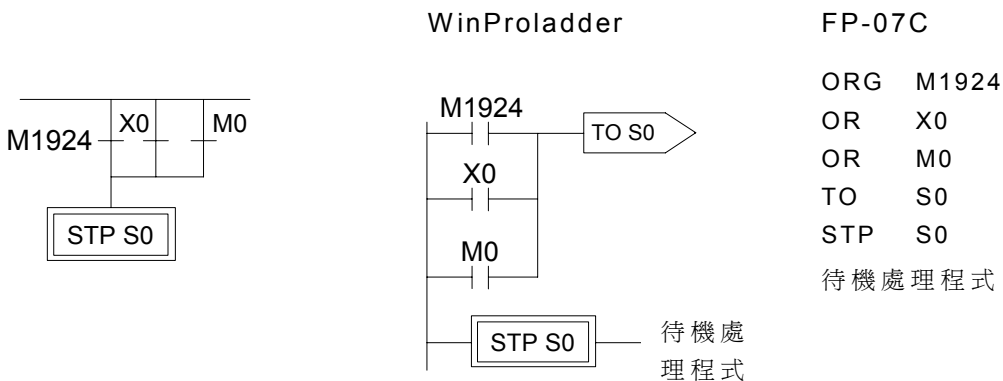 WinProladder
FP-07C
M1924
X0
M0
STP S0
M1924
TO S0
X0
M0
STP S0
待機處
理程式
ORG M1924
OR X0
OR M0
TO S0
STP S0
待機處理程式